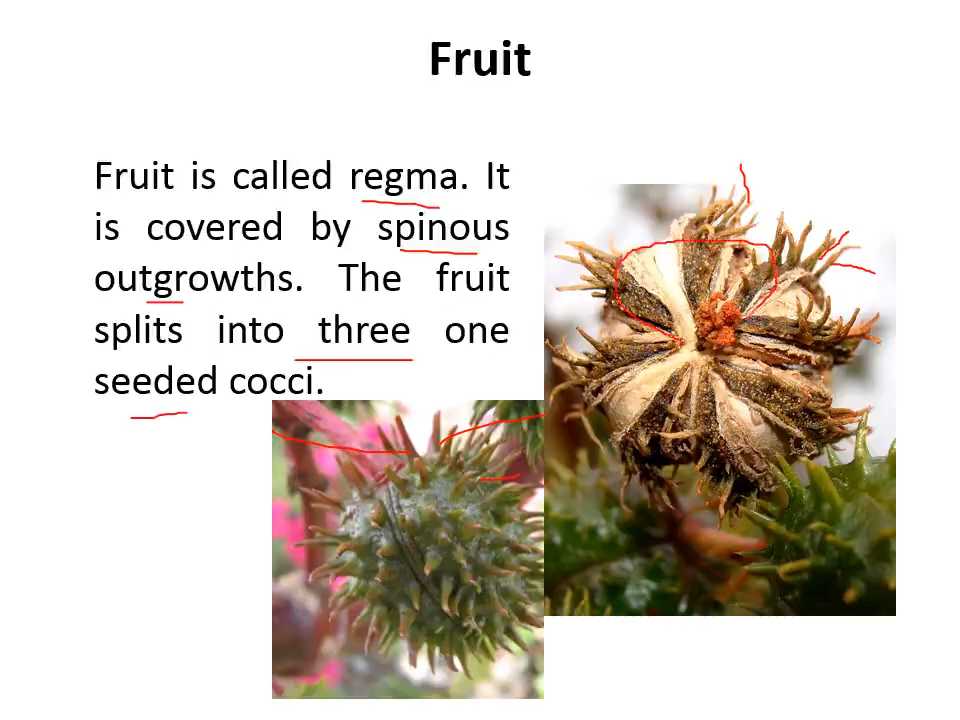 Fruit
Fruit is called regma. It
is covered by spinous
outgrowths. The fruit
splits into three one
seeded cocci.